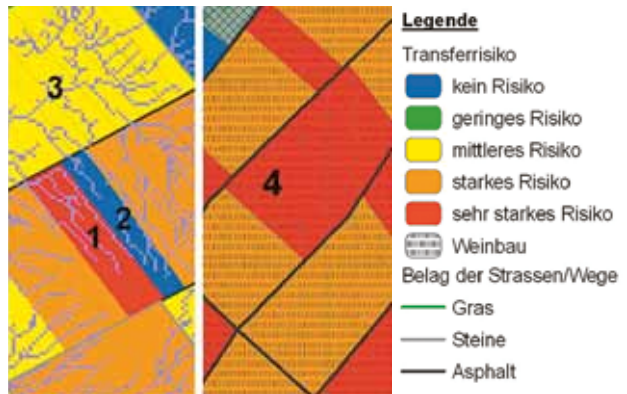 3
2
1
4
Legende
Transferrisiko
kein Risiko
geringes Risiko
mittleres Risiko
starkes Risiko
sehr starkes Risiko
Weinbau
Belag der Strassen/Wege
Gras
Steine
Asphalt